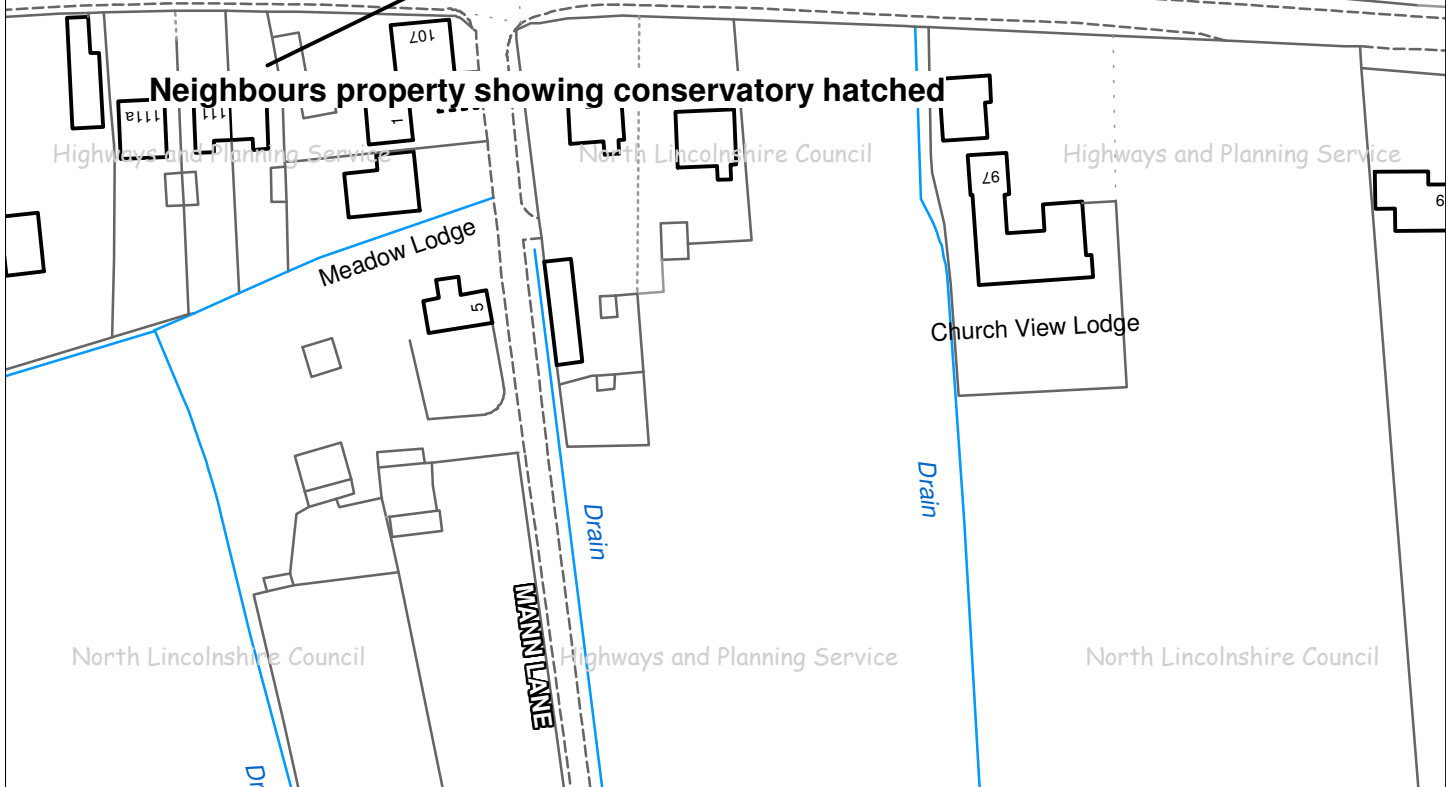 107
Neighbours property showing conservatory hatched
111a
111
1
Highways and Planning Service
North Lincolnshire Council
Highways and Planning Service
97
Meadow Lodge
5
Church View Lodge
Drain
Drain
MANN LANE
North Lincolnshire Council
Highways and Planning Service
North Lincolnshire Council